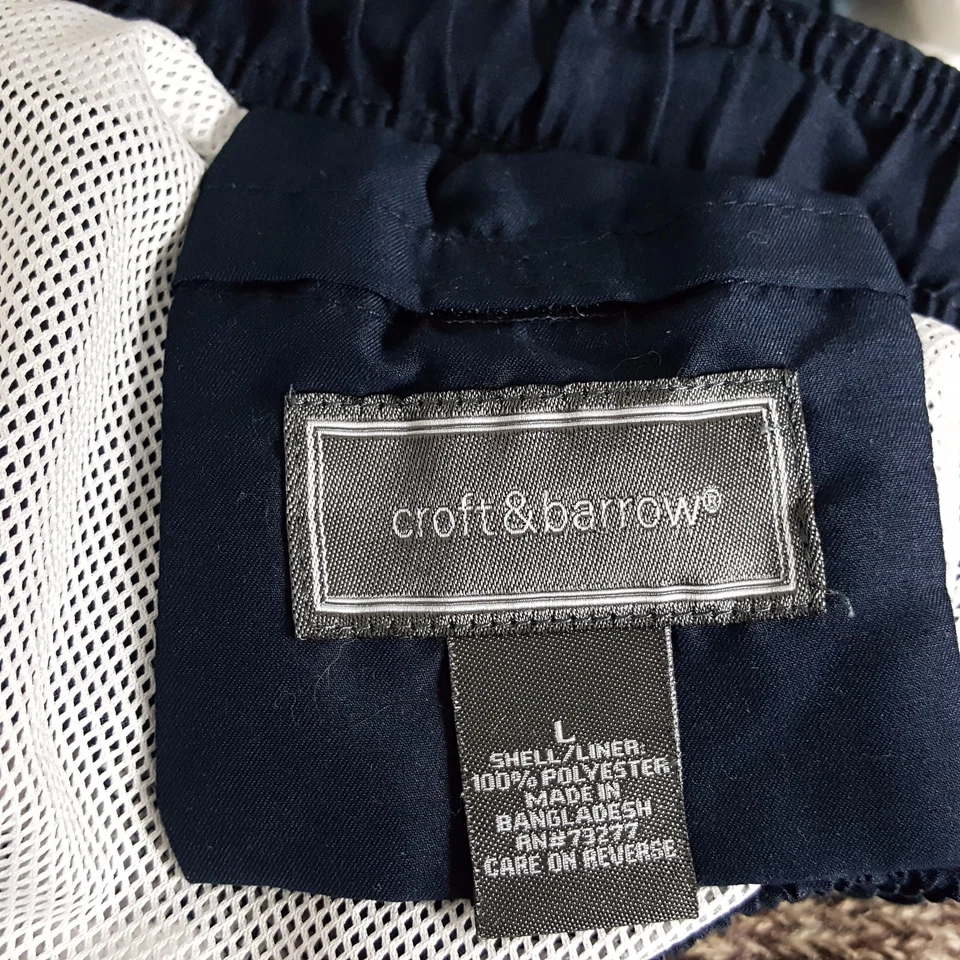 croft&barrow®
L
SHELL/LINER:
100% POLYESTER
MADE IN
BANGLADESH
RN#73277
CARE ON REVERSE